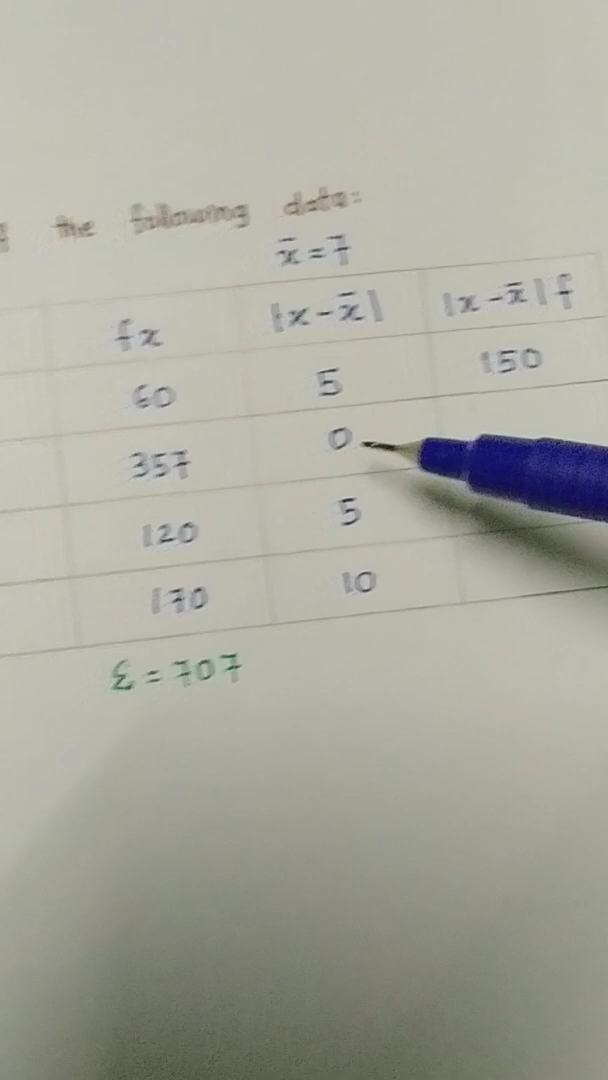 the following data:
x̄ = 7
fx |x - x̄| |x - x̄| f
60 5 150
357 0
120 5
170 10
Σ = 707